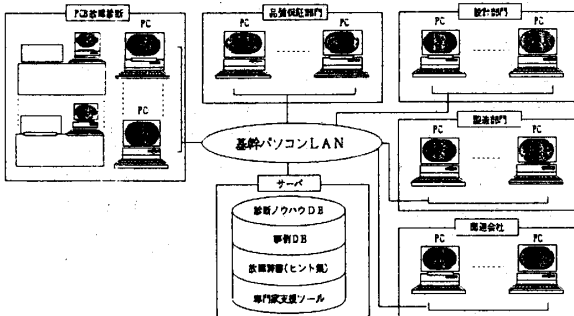 PCB故障診断
PC
PC
品質保証部門
PC
PC
設計部門
PC
PC
基幹パソコンLAN
製造部門
PC
PC
サーバ
診断ノウハウDB
事例DB
故障辞書(ヒント集)
専門家支援ツール
関連会社
PC
PC